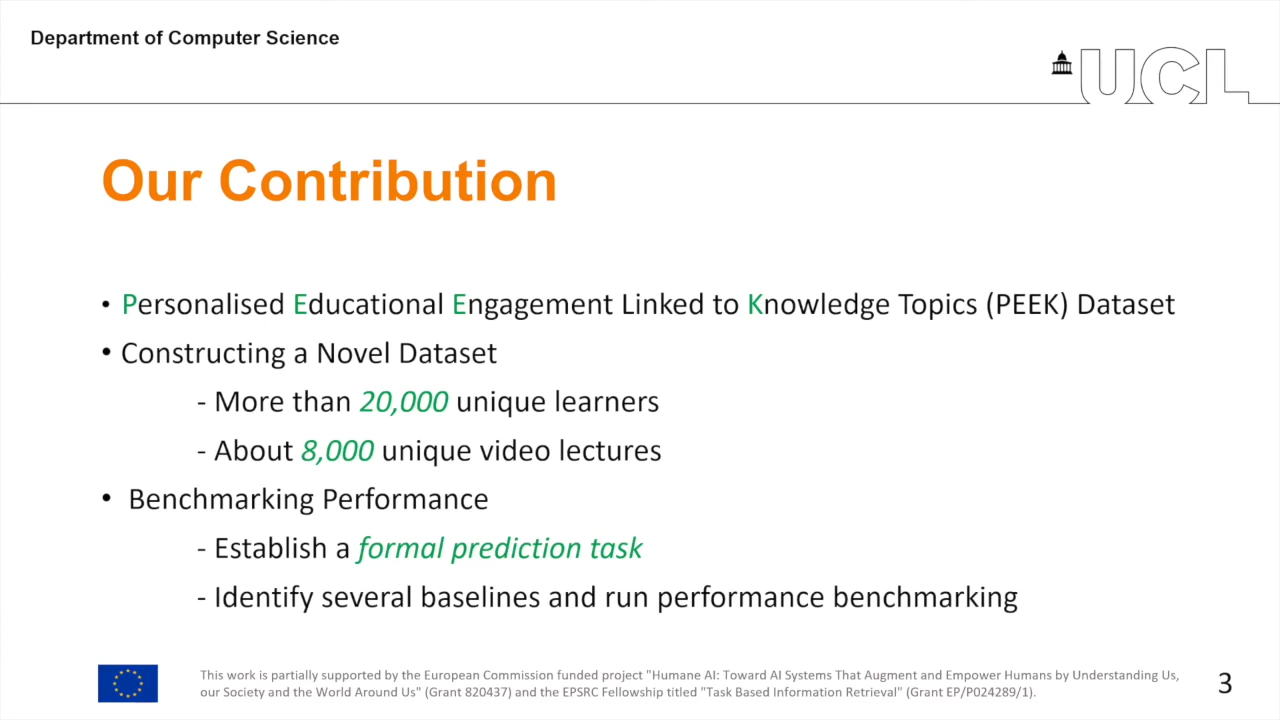 Department of Computer Science
UCL
Our Contribution
• Personalised Educational Engagement Linked to Knowledge Topics (PEEK) Dataset
• Constructing a Novel Dataset
- More than 20,000 unique learners
- About 8,000 unique video lectures
• Benchmarking Performance
- Establish a formal prediction task
- Identify several baselines and run performance benchmarking
This work is partially supported by the European Commission funded project "Humane AI: Toward AI Systems That Augment and Empower Humans by Understanding Us,
our Society and the World Around Us" (Grant 820437) and the EPSRC Fellowship titled "Task Based Information Retrieval" (Grant EP/P024289/1).
3